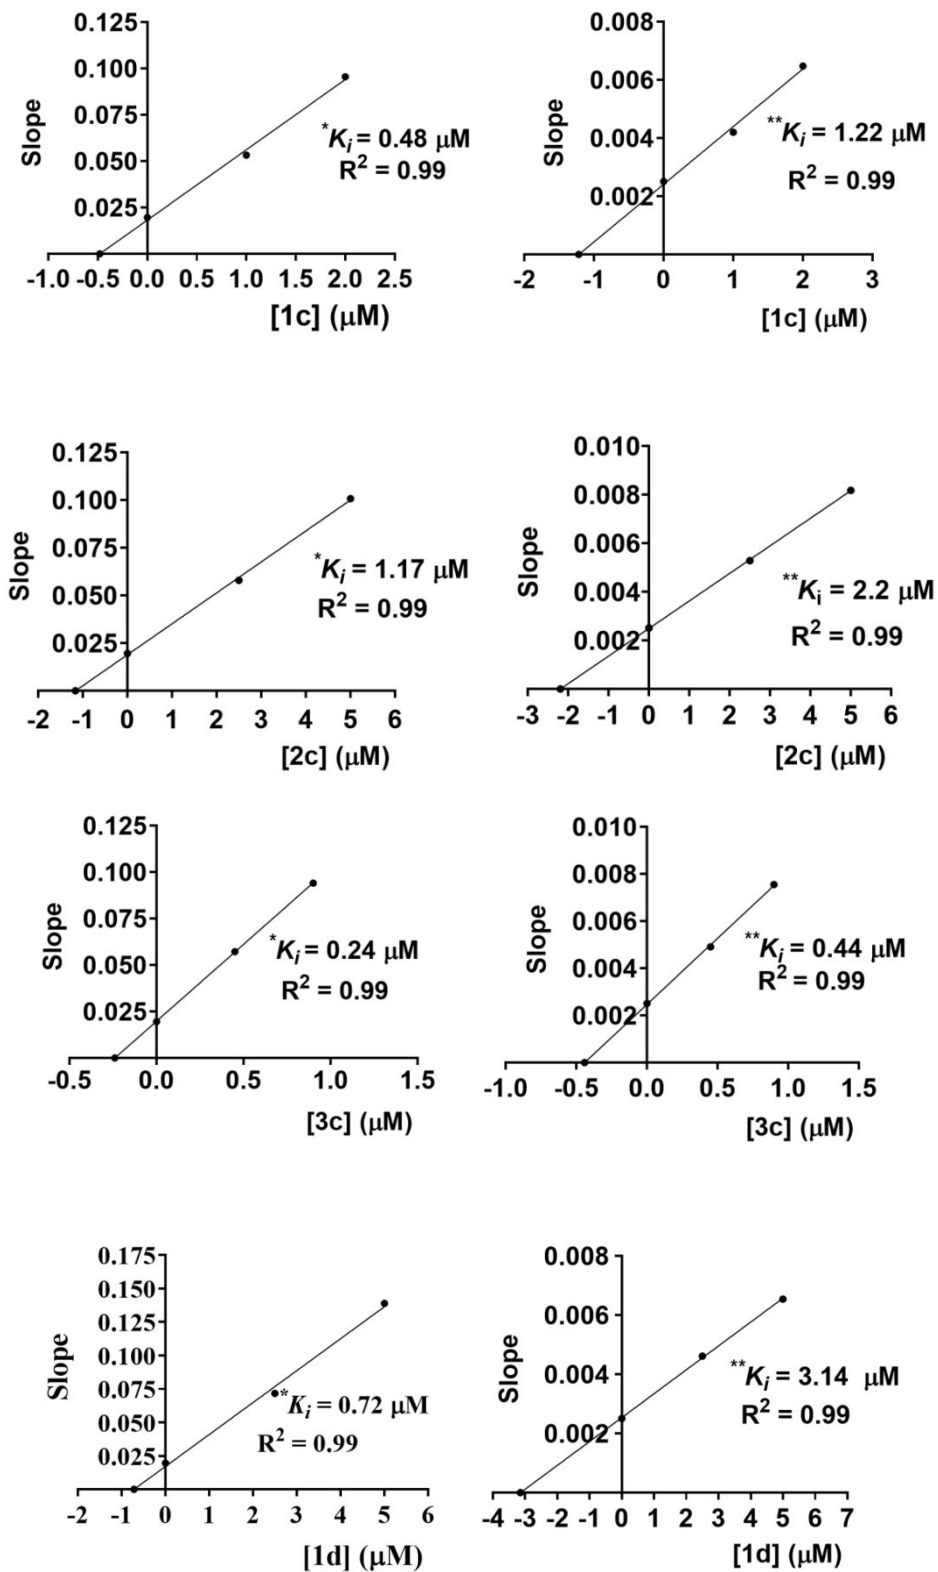 0.125
0.100
0.075
0.050
0.025
Slope
*Ki = 0.48 μM
R2 = 0.99
-1.0 -0.5 0.0 0.5 1.0 1.5 2.0 2.5
[1c] (μM)
0.008
0.006
0.004
0.002
Slope
**Ki = 1.22 μM
R2 = 0.99
-2 -1 0 1 2 3
[1c] (μM)
0.125
0.100
0.075
0.050
0.025
Slope
*Ki = 1.17 μM
R2 = 0.99
-2 -1 0 1 2 3 4 5 6
[2c] (μM)
0.010
0.008
0.006
0.004
0.002
Slope
**Ki = 2.2 μM
R2 = 0.99
-3 -2 -1 0 1 2 3 4 5 6
[2c] (μM)
0.125
0.100
0.075
0.050
0.025
Slope
*Ki = 0.24 μM
R2 = 0.99
-0.5 0.0 0.5 1.0 1.5
[3c] (μM)
0.010
0.008
0.006
0.004
0.002
Slope
**Ki = 0.44 μM
R2 = 0.99
-1.0 -0.5 0.0 0.5 1.0 1.5
[3c] (μM)
0.175
0.150
0.125
0.100
0.075
0.050
0.025
Slope
*Ki = 0.72 μM
R2 = 0.99
-2 -1 0 1 2 3 4 5 6
[1d] (μM)
0.008
0.006
0.004
0.002
Slope
**Ki = 3.14 μM
R2 = 0.99
-4 -3 -2 -1 0 1 2 3 4 5 6 7
[1d] (μM)